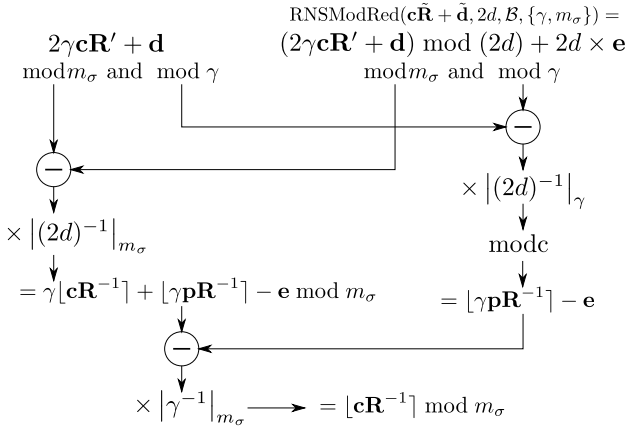 RNSModRed(c̃R̃ + d̃, 2d, ℬ, {γ, m_σ}) =
2γcR′ + d
(2γcR′ + d) mod (2d) + 2d × e
mod m_σ and mod γ
mod m_σ and mod γ
−
−
× |(2d)^{−1}|_γ
× |(2d)^{−1}|_{m_σ}
modc
= γ⌊cR^{−1}⌉ + ⌊γpR^{−1}⌉ − e mod m_σ
= ⌊γpR^{−1}⌉ − e
−
× |γ^{−1}|_{m_σ}
= ⌊cR^{−1}⌉ mod m_σ